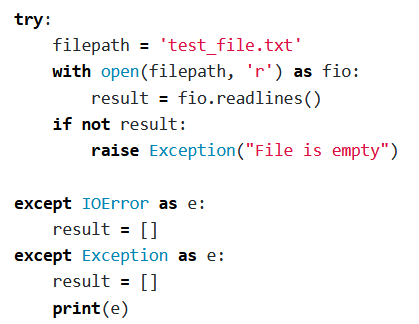 try:
    filepath = 'test_file.txt'
    with open(filepath, 'r') as fio:
        result = fio.readlines()
    if not result:
        raise Exception("File is empty")

except IOError as e:
    result = []
except Exception as e:
    result = []
    print(e)